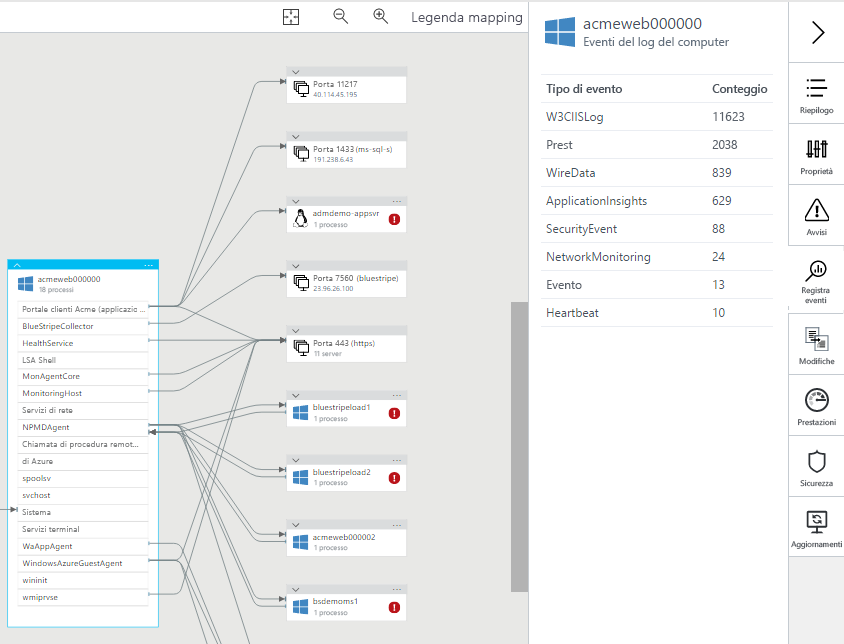 Legenda mapping
acmeweb000000
18 processi
Portale clienti Acme (applicazio ...
BlueStripeCollector
HealthService
LSA Shell
MonAgentCore
MonitoringHost
Servizi di rete
NPMDAgent
Chiamata di procedura remot...
di Azure
spoolsv
svchost
Sistema
Servizi terminal
WaAppAgent
WindowsAzureGuestAgent
wininit
wmiprvse
Porta 11217
40.114.45.195
Porta 1433 (ms-sql-s)
191.238.6.43
admdemo-appsvr
1 processo
Porta 7560 (bluestripe)
23.96.26.100
Porta 443 (https)
11 server
bluestripeload1
1 processo
bluestripeload2
1 processo
acmeweb000002
1 processo
bsdemoms1
1 processo
acmeweb000000
Eventi del log del computer
Tipo di evento Conteggio
W3CIISLog 11623
Prest 2038
WireData 839
ApplicationInsights 629
SecurityEvent 88
NetworkMonitoring 24
Evento 13
Heartbeat 10
Riepilogo
Proprietà
Avvisi
Registra
eventi
Modifiche
Prestazioni
Sicurezza
Aggiornamenti